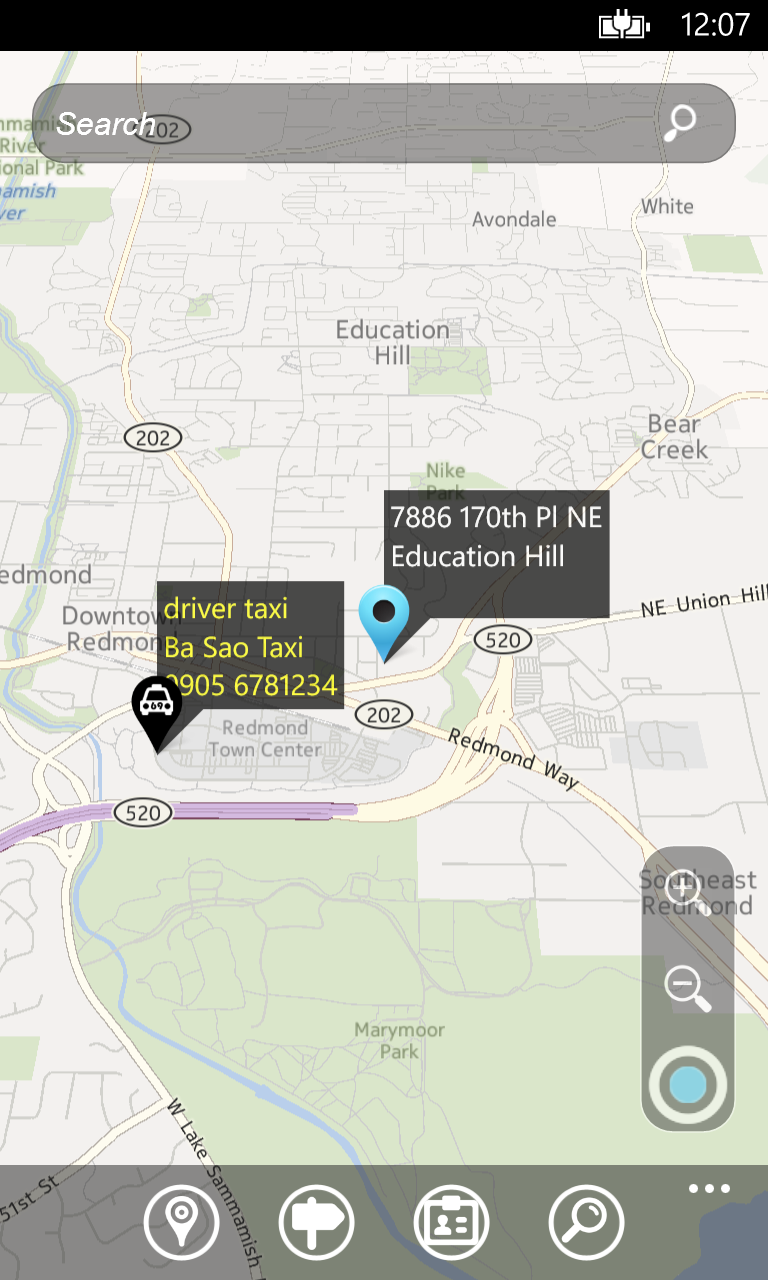 12:07
Search
202
River
White
Avondale
Education
Hill
202
Bear
Creek
Nike
Park
7886 170th Pl NE
Education Hill
driver taxi
Ba Sao Taxi
0905 6781234
Downtown
Redmond
NE Union Hill
520
69
202
Redmond
Town Center
Redmond Way
520
Southeast
Redmond
Marymoor
Park
W Lake Sammamish
51st St